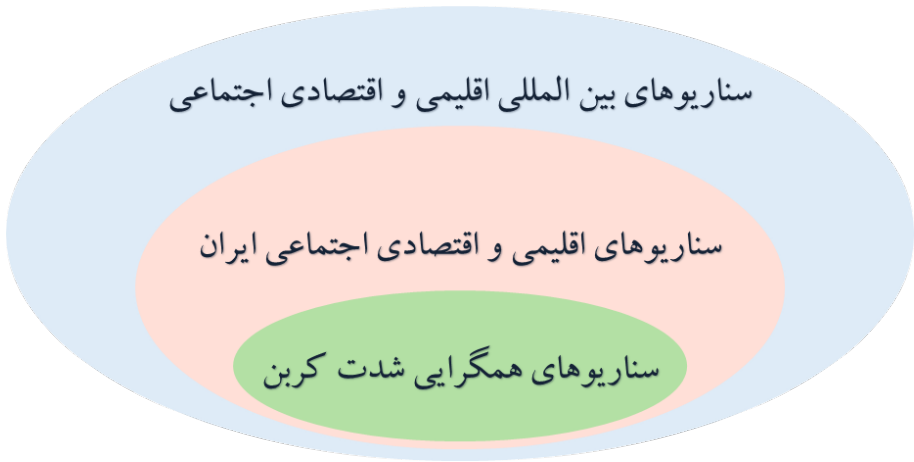 سناریوهای بین المللی اقلیمی و اقتصادی اجتماعی
سناریوهای اقلیمی و اقتصادی اجتماعی ایران
سناریوهای همگرایی شدت کربن